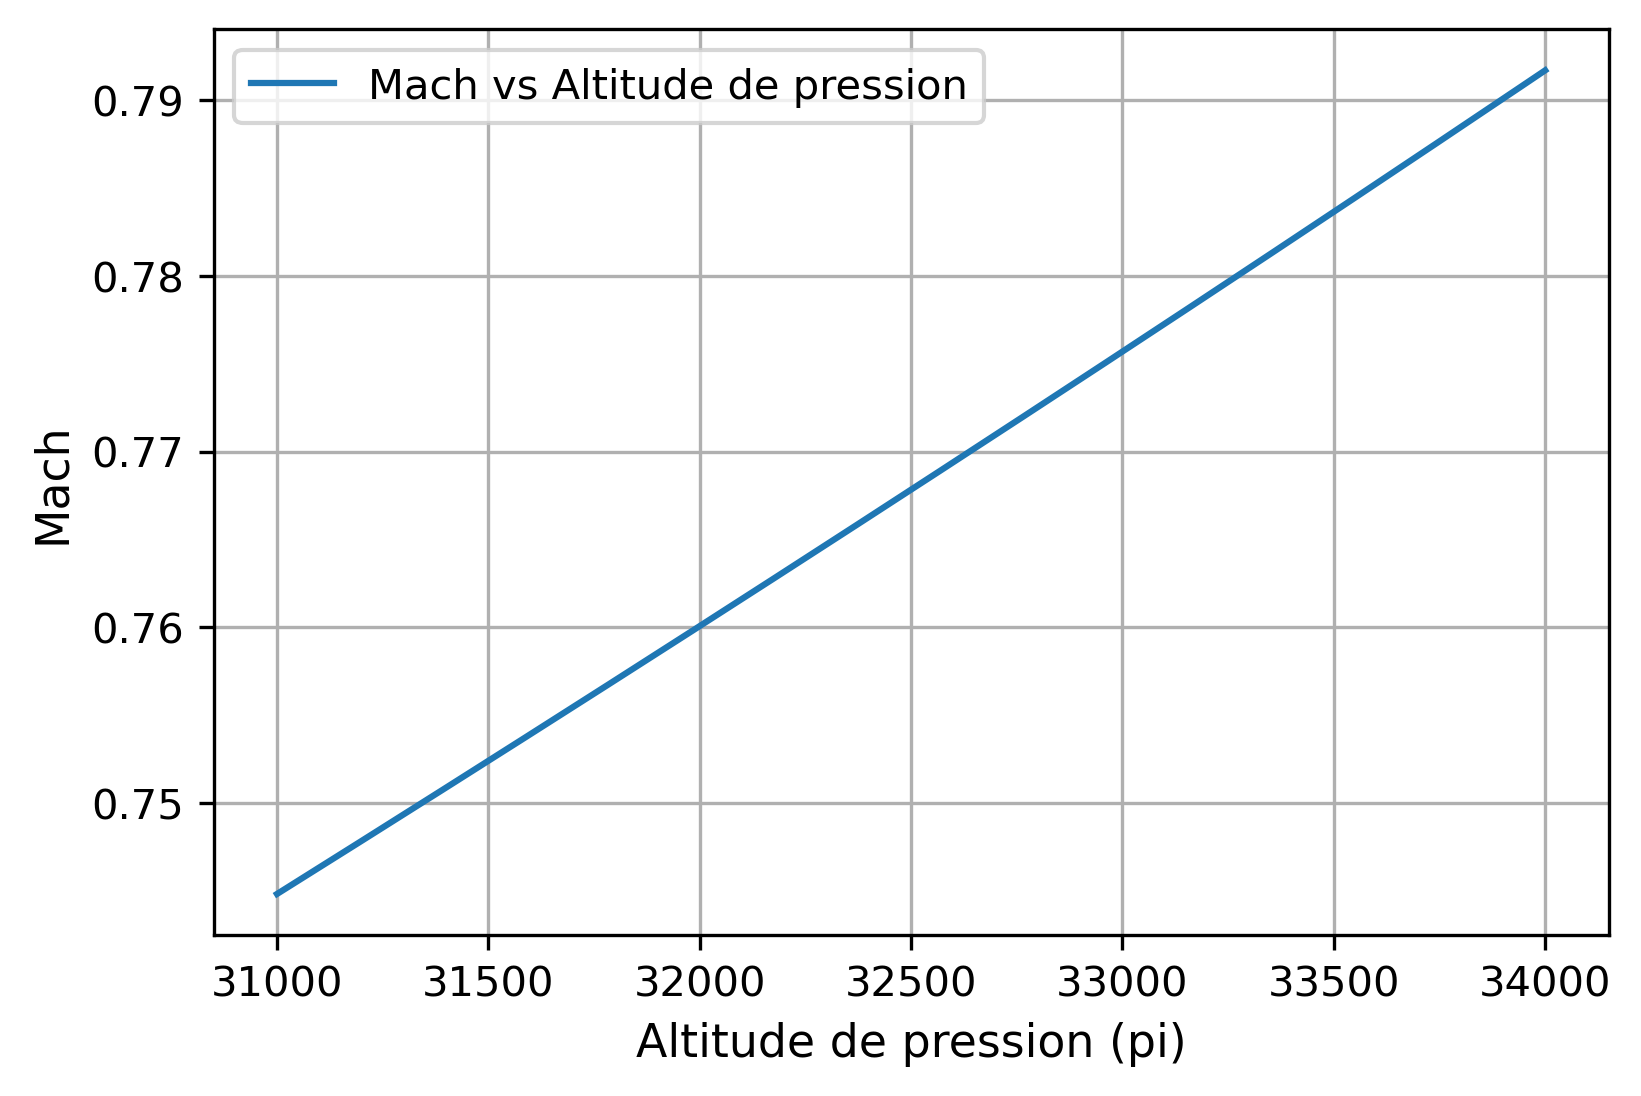 Mach vs Altitude de pression
0.79
0.78
0.77
0.76
0.75
Mach
31000 31500 32000 32500 33000 33500 34000
Altitude de pression (pi)